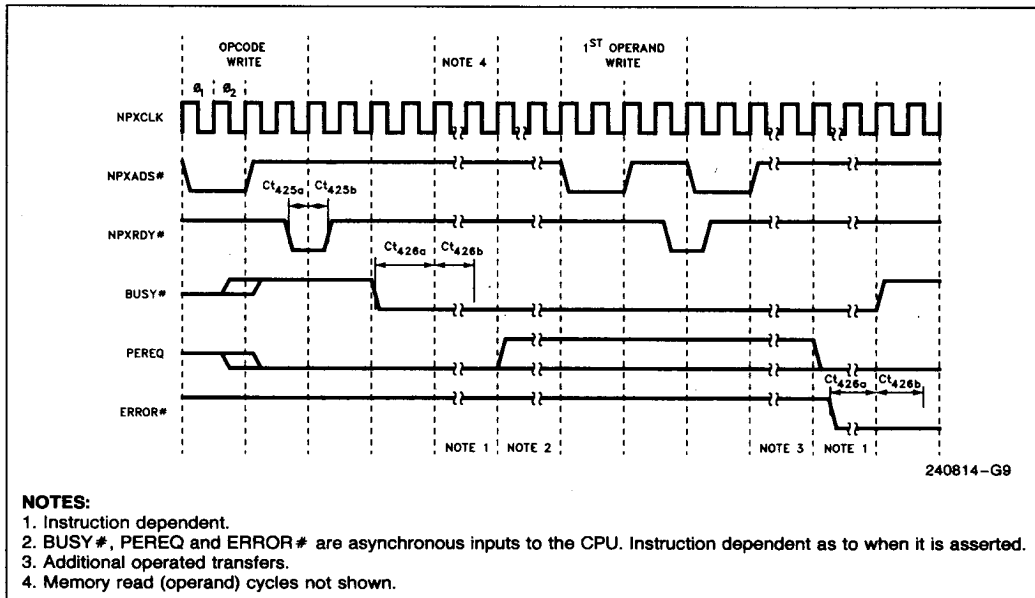 OPCODE
WRITE
NOTE 4
1ST OPERAND
WRITE
ø1 ø2
NPXCLK
NPXADS#
Ct425a Ct425b
NPXRDY#
Ct426a Ct426b
BUSY#
PEREQ
Ct426a Ct426b
ERROR#
NOTE 1 NOTE 2 NOTE 3 NOTE 1
240814–G9
NOTES:
1. Instruction dependent.
2. BUSY#, PEREQ and ERROR# are asynchronous inputs to the CPU. Instruction dependent as to when it is asserted.
3. Additional operated transfers.
4. Memory read (operand) cycles not shown.